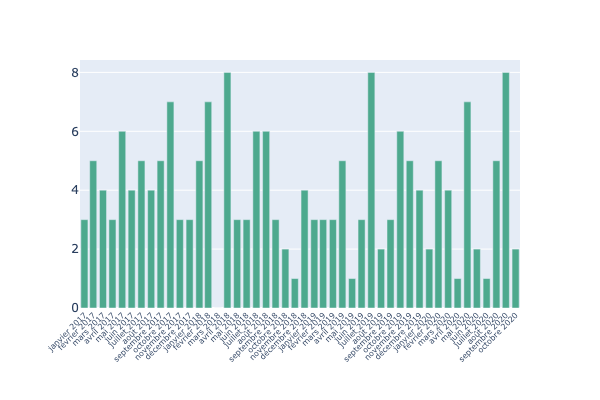 8
6
4
2
0
janvier 2017
février 2017
mars 2017
avril 2017
mai 2017
juin 2017
juillet 2017
août 2017
septembre 2017
octobre 2017
novembre 2017
décembre 2017
janvier 2018
février 2018
mars 2018
avril 2018
mai 2018
juin 2018
juillet 2018
août 2018
septembre 2018
octobre 2018
novembre 2018
décembre 2018
janvier 2019
février 2019
mars 2019
avril 2019
mai 2019
juin 2019
juillet 2019
août 2019
septembre 2019
octobre 2019
novembre 2019
décembre 2019
janvier 2020
février 2020
mars 2020
avril 2020
mai 2020
juin 2020
juillet 2020
août 2020
septembre 2020
octobre 2020